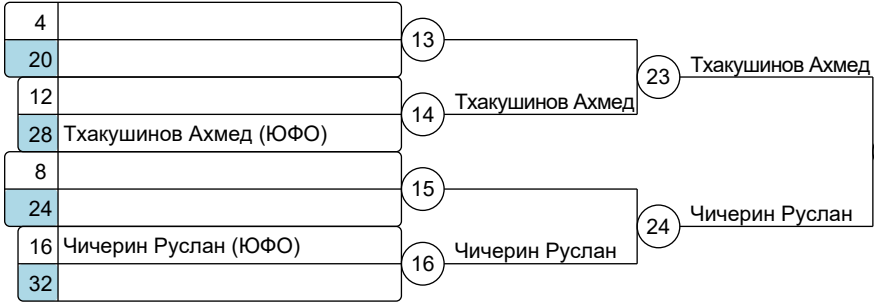 4
13
20
23 Тхакушинов Ахмед
12
14 Тхакушинов Ахмед
28 Тхакушинов Ахмед (ЮФО)
8
15
24
24 Чичерин Руслан
16 Чичерин Руслан (ЮФО)
16 Чичерин Руслан
32